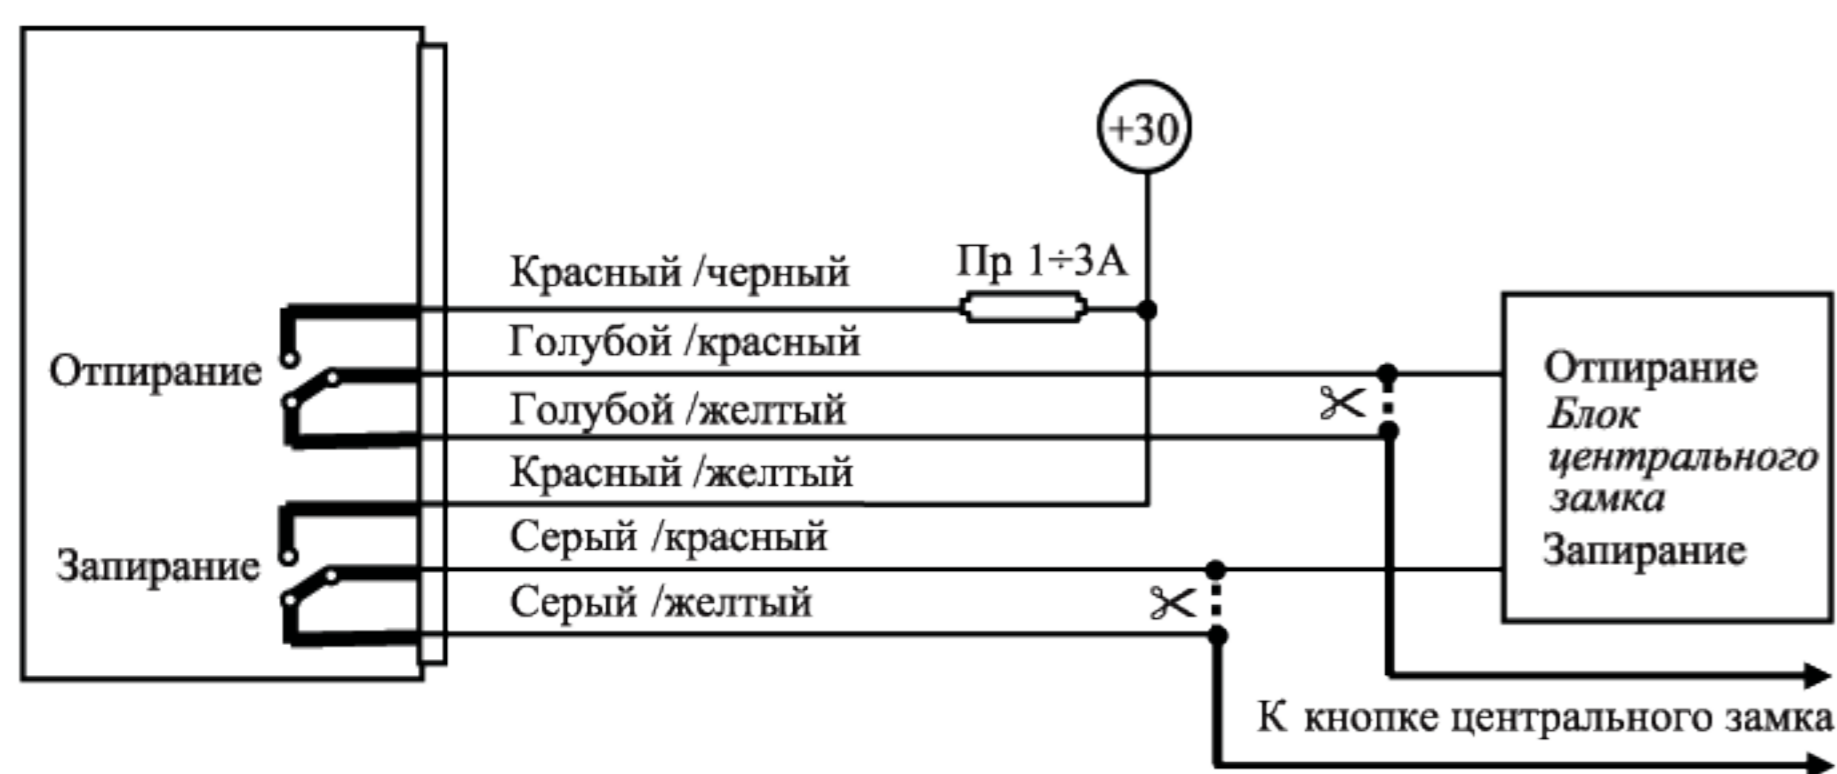 +30
Пр 1÷3А
Красный /черный
Голубой /красный
Отпирание
Голубой /желтый
Красный /желтый
Запирание
Серый /красный
Серый /желтый
Отпирание
Блок
центрального
замка
Запирание
К кнопке центрального замка